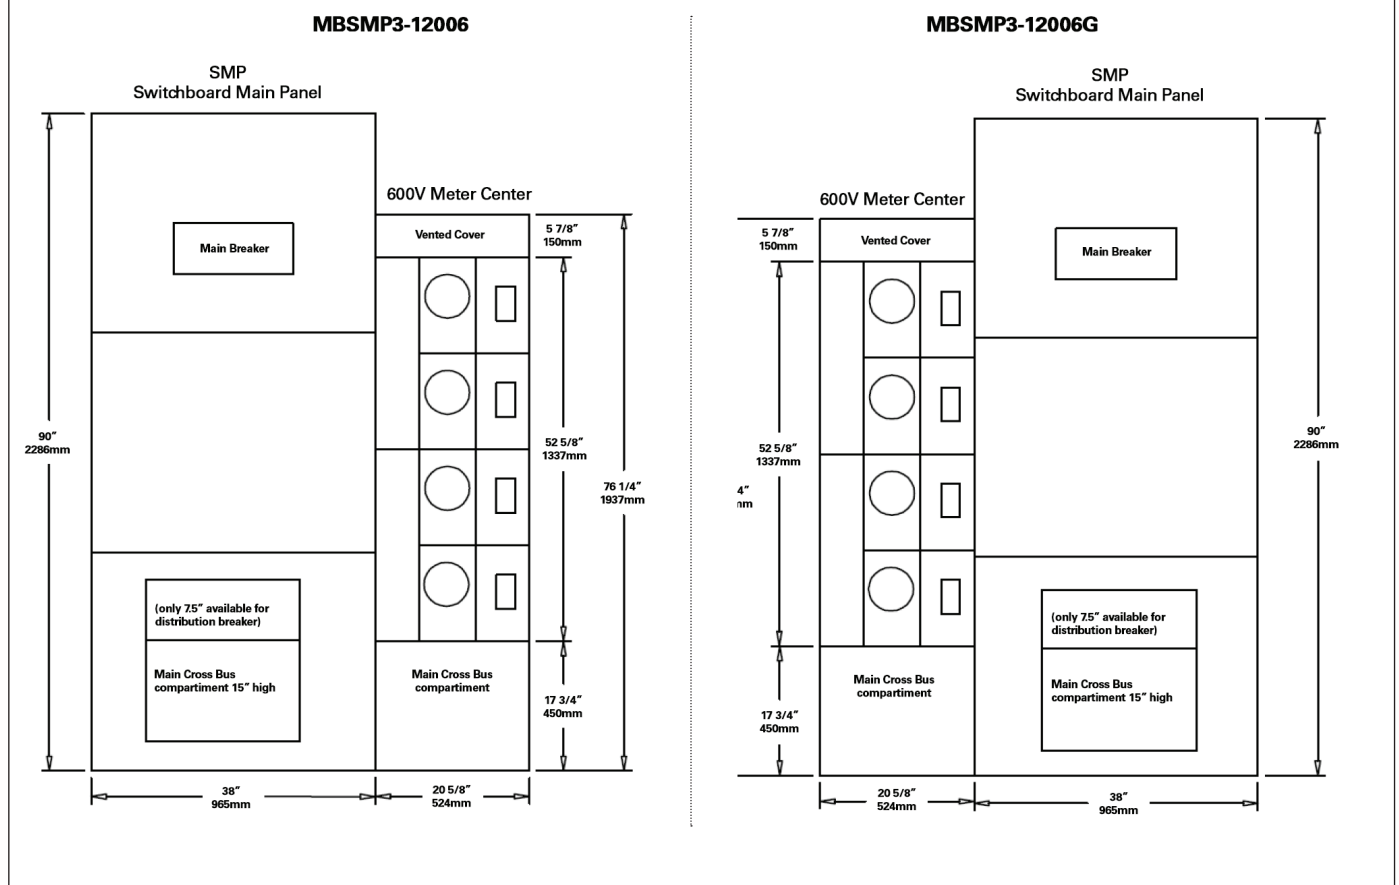 MBSMP3-12006
SMP
Switchboard Main Panel
600V Meter Center
Vented Cover
5 7/8"
150mm
Main Breaker
90"
2286mm
52 5/8"
1337mm
76 1/4"
1937mm
(only 7.5" available for
distribution breaker)
Main Cross Bus
compartment 15" high
Main Cross Bus
compartment
17 3/4"
450mm
38"
965mm
20 5/8"
524mm
MBSMP3-12006G
SMP
Switchboard Main Panel
600V Meter Center
5 7/8"
150mm
Vented Cover
Main Breaker
90"
2286mm
52 5/8"
1337mm
4"
(only 7.5" available for
distribution breaker)
Main Cross Bus
compartment
Main Cross Bus
compartment 15" high
17 3/4"
450mm
20 5/8"
524mm
38"
965mm